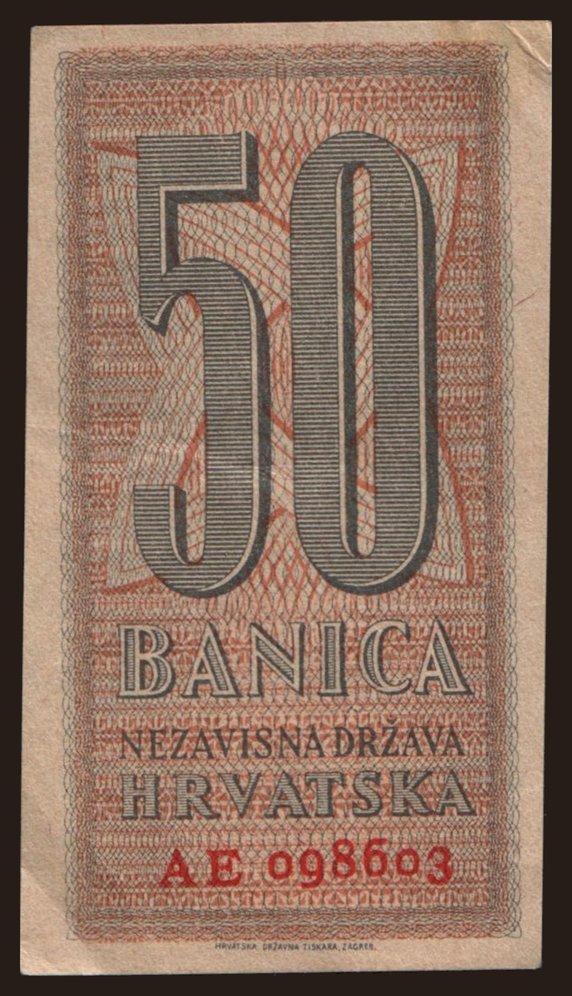 50
BANICA
NEZAVISNA DRŽAVA
HRVATSKA
AE 098603
HRVATSKA DRŽAVNA TISKARA, ZAGREB.